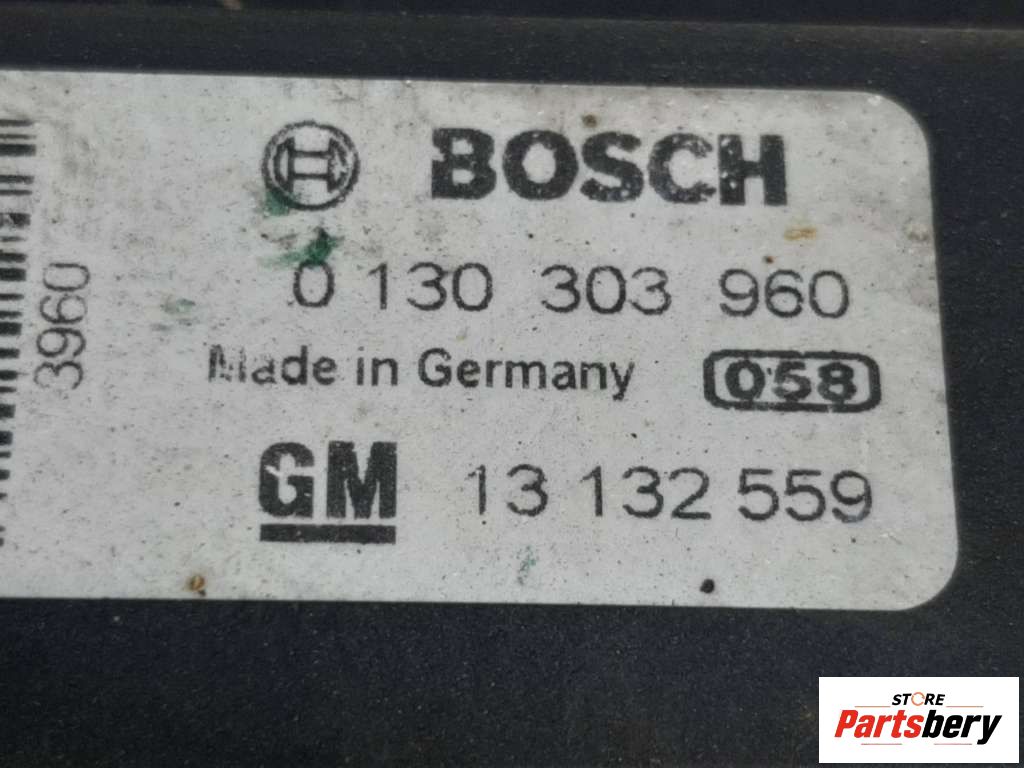 BOSCH
0 130 303 960
3960
Made in Germany 058
GM 13 132 559
STORE
Partsbery